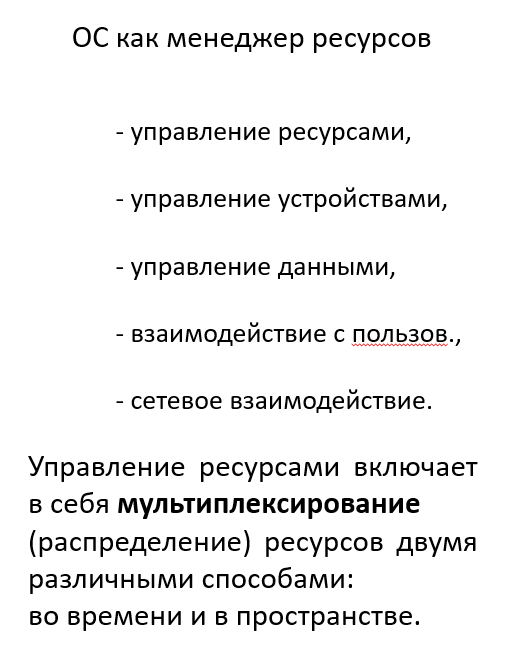 ОС как менеджер ресурсов
- управление ресурсами,
- управление устройствами,
- управление данными,
- взаимодействие с пользов.,
- сетевое взаимодействие.
Управление ресурсами включает
в себя мультиплексирование
(распределение) ресурсов двумя
различными способами:
во времени и в пространстве.